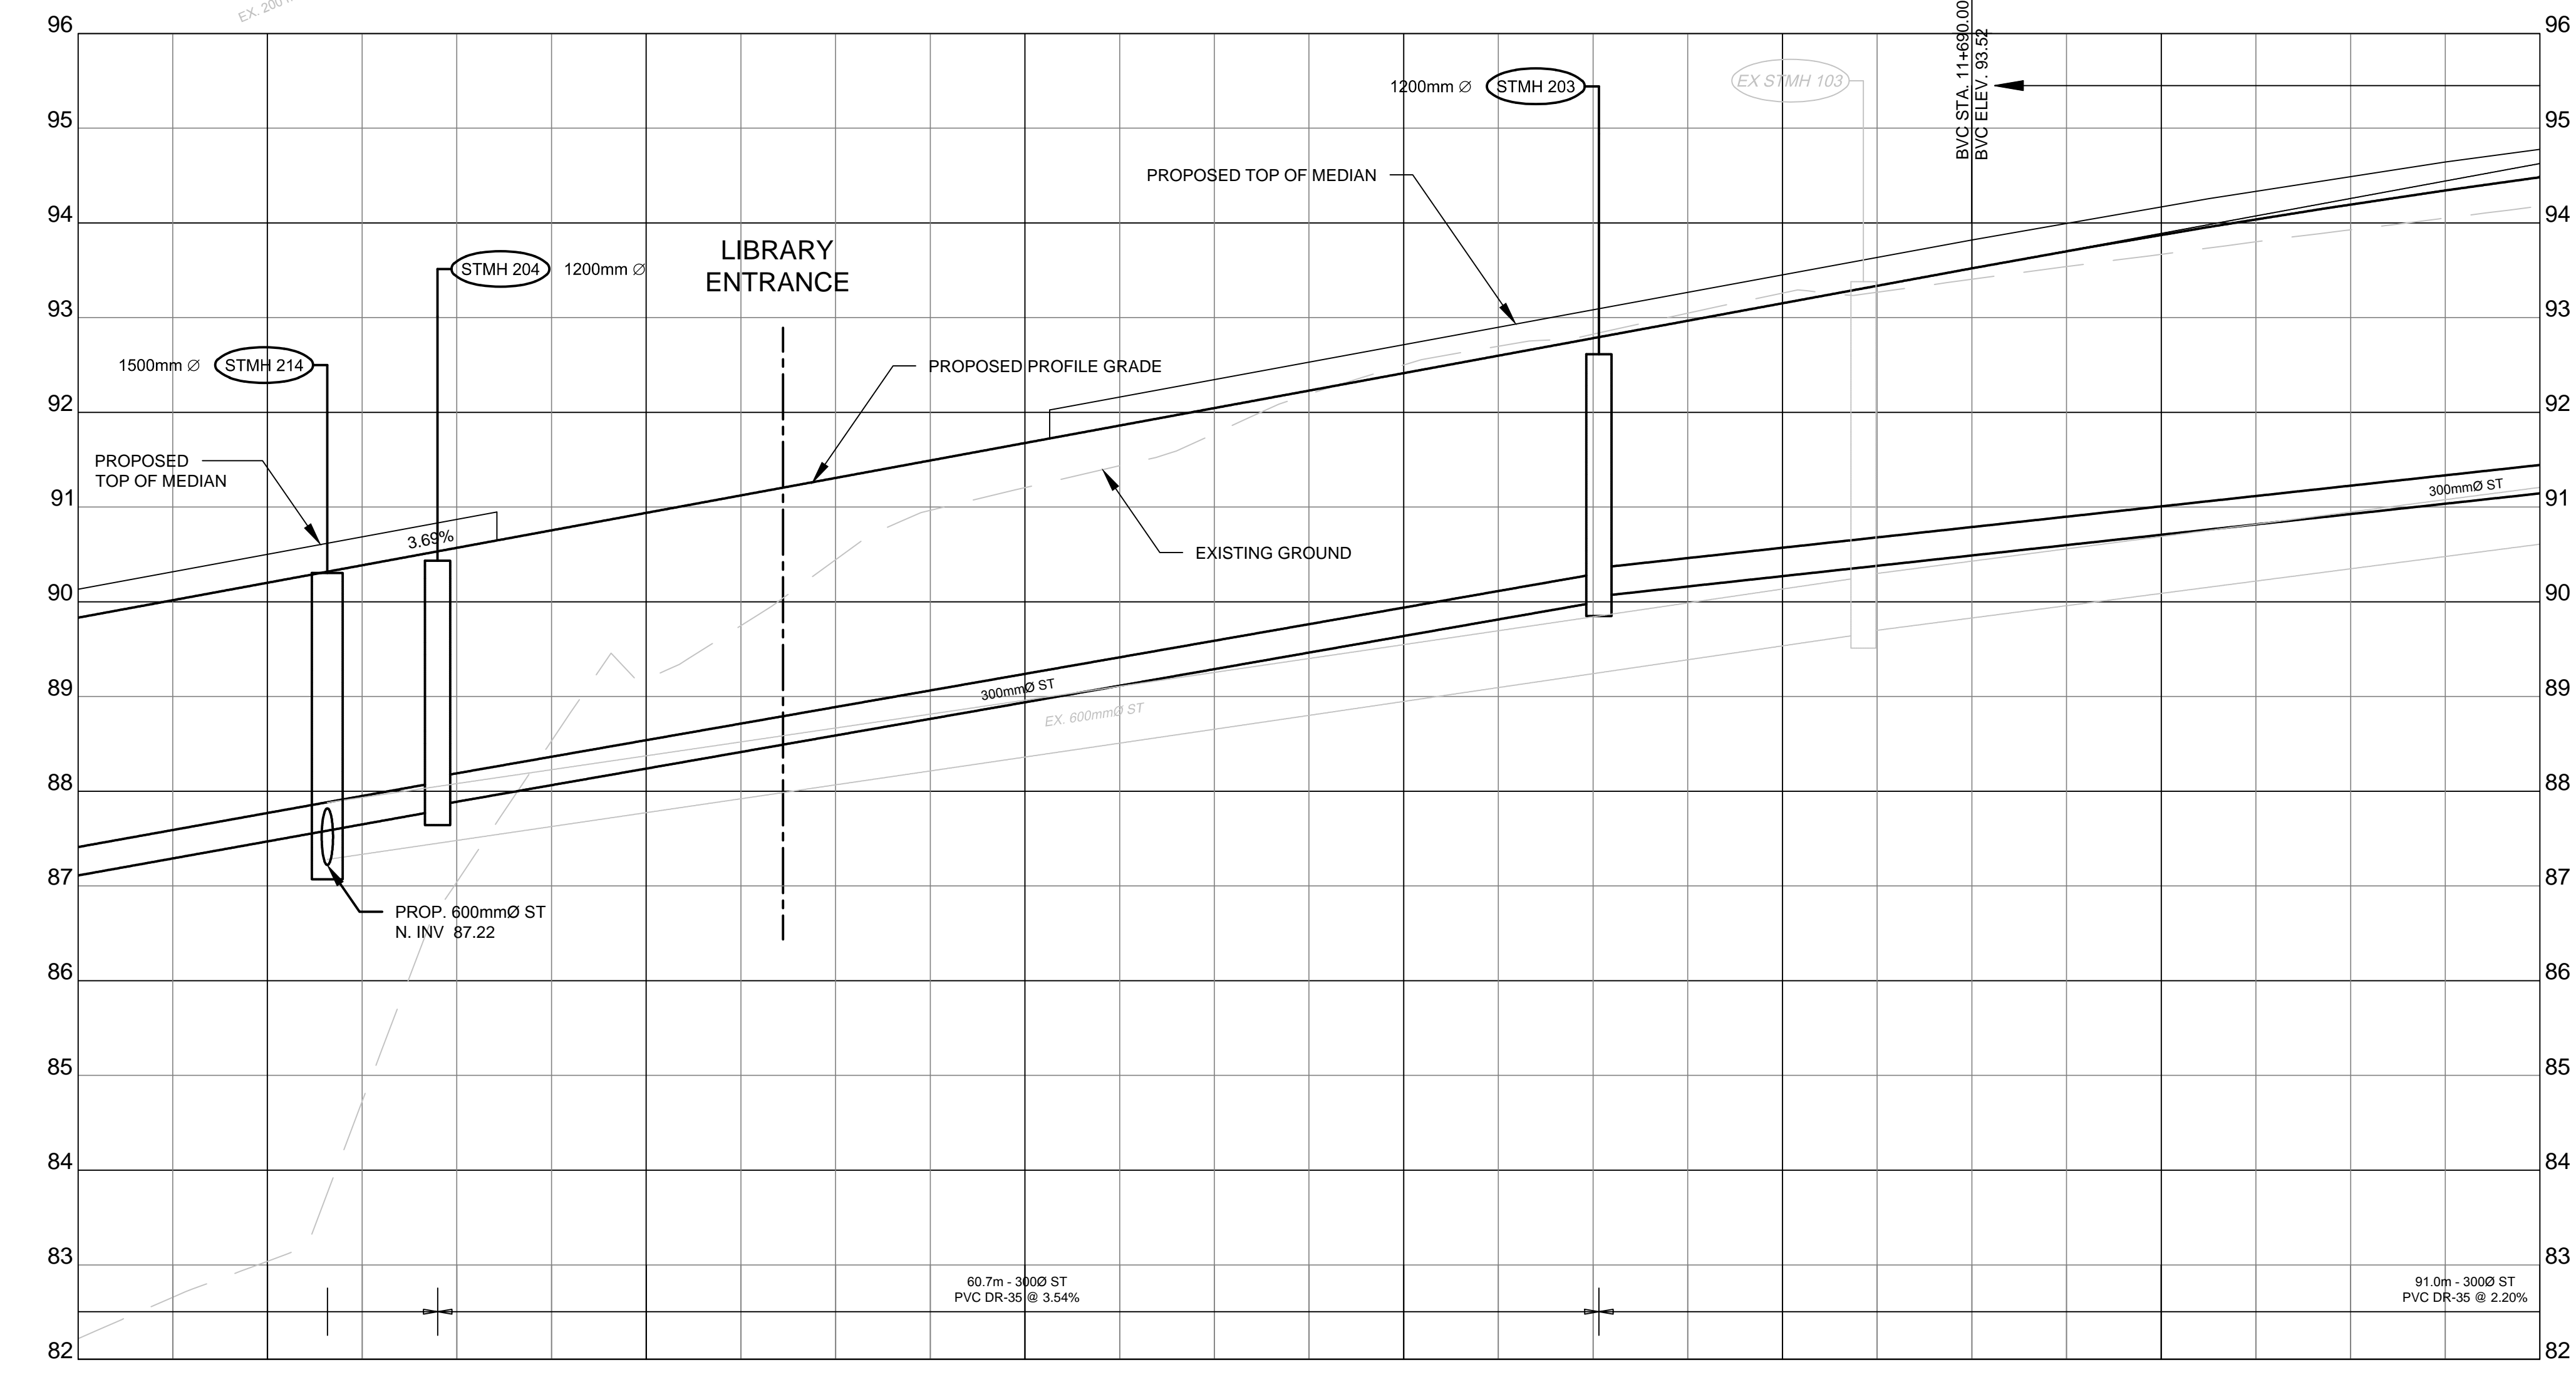 EX. 200
96
96
95
95
94
94
93
93
92
92
91
91
90
90
89
89
88
88
87
87
86
86
85
85
84
84
83
83
82
82
BVC STA. 11+690.00
BVC ELEV. 93.52
1200mm Ø
STMH 203
EX STMH 103
PROPOSED TOP OF MEDIAN
STMH 204
1200mm Ø
LIBRARY
ENTRANCE
1500mm Ø
STMH 214
PROPOSED PROFILE GRADE
PROPOSED
TOP OF MEDIAN
3.69%
EXISTING GROUND
300mmØ ST
300mmØ ST
EX. 600mmØ ST
PROP. 600mmØ ST
N. INV 87.22
60.7m - 300Ø ST
PVC DR-35 @ 3.54%
91.0m - 300Ø ST
PVC DR-35 @ 2.20%